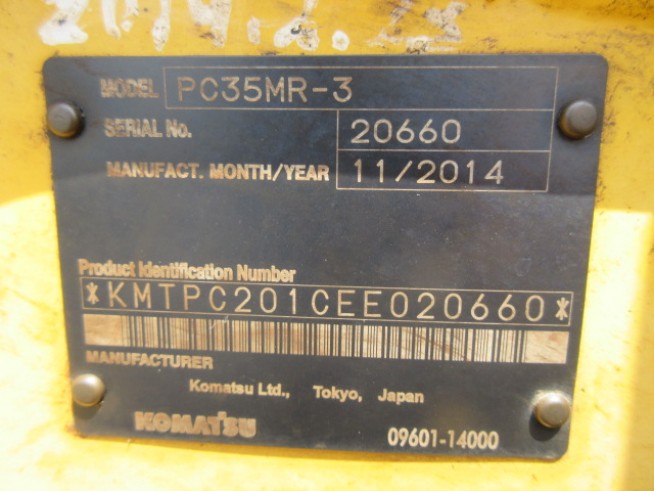 MODEL PC35MR-3
SERIAL No. 20660
MANUFACT. MONTH/YEAR 11/2014
Product Identification Number
*KMTPC201CEE020660*
MANUFACTURER
Komatsu Ltd., Tokyo, Japan
KOMATSU
09601-14000